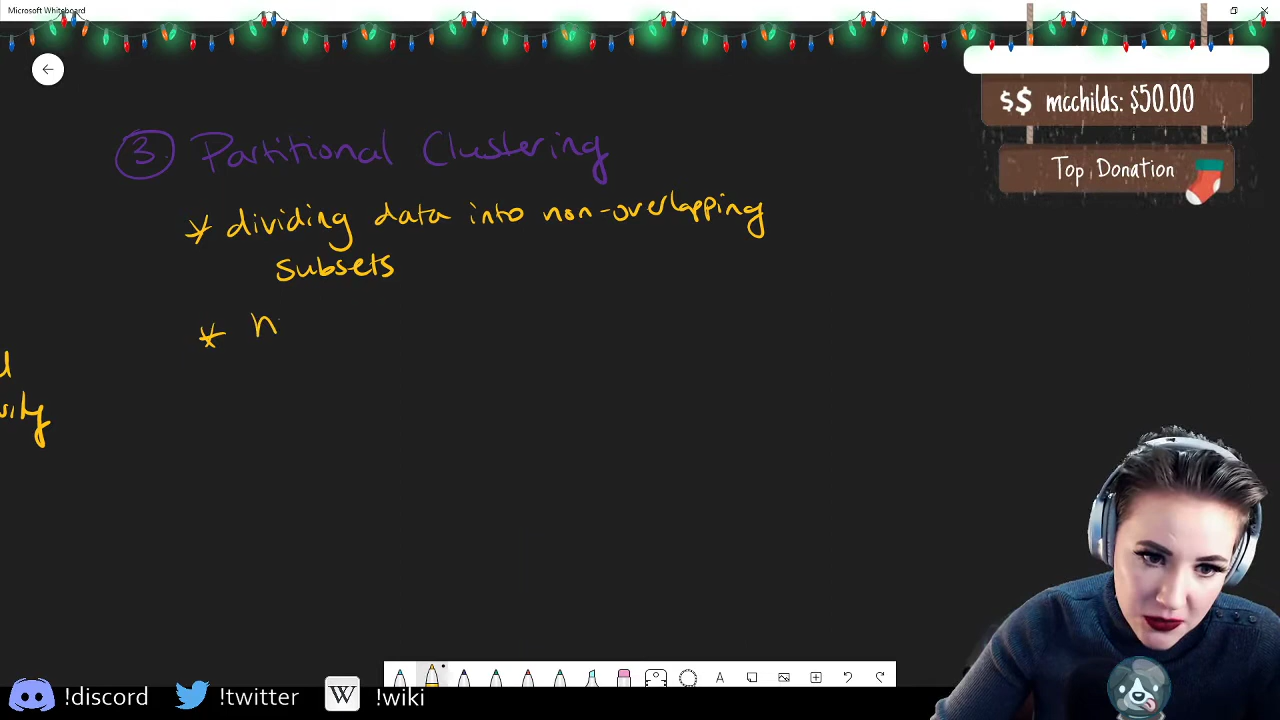 Microsoft Whiteboard
$$ mcchilds: $50.00
Top Donation
3. Partitional Clustering
* dividing data into non-overlapping
subsets
* n
A
!discord
!twitter
W !wiki